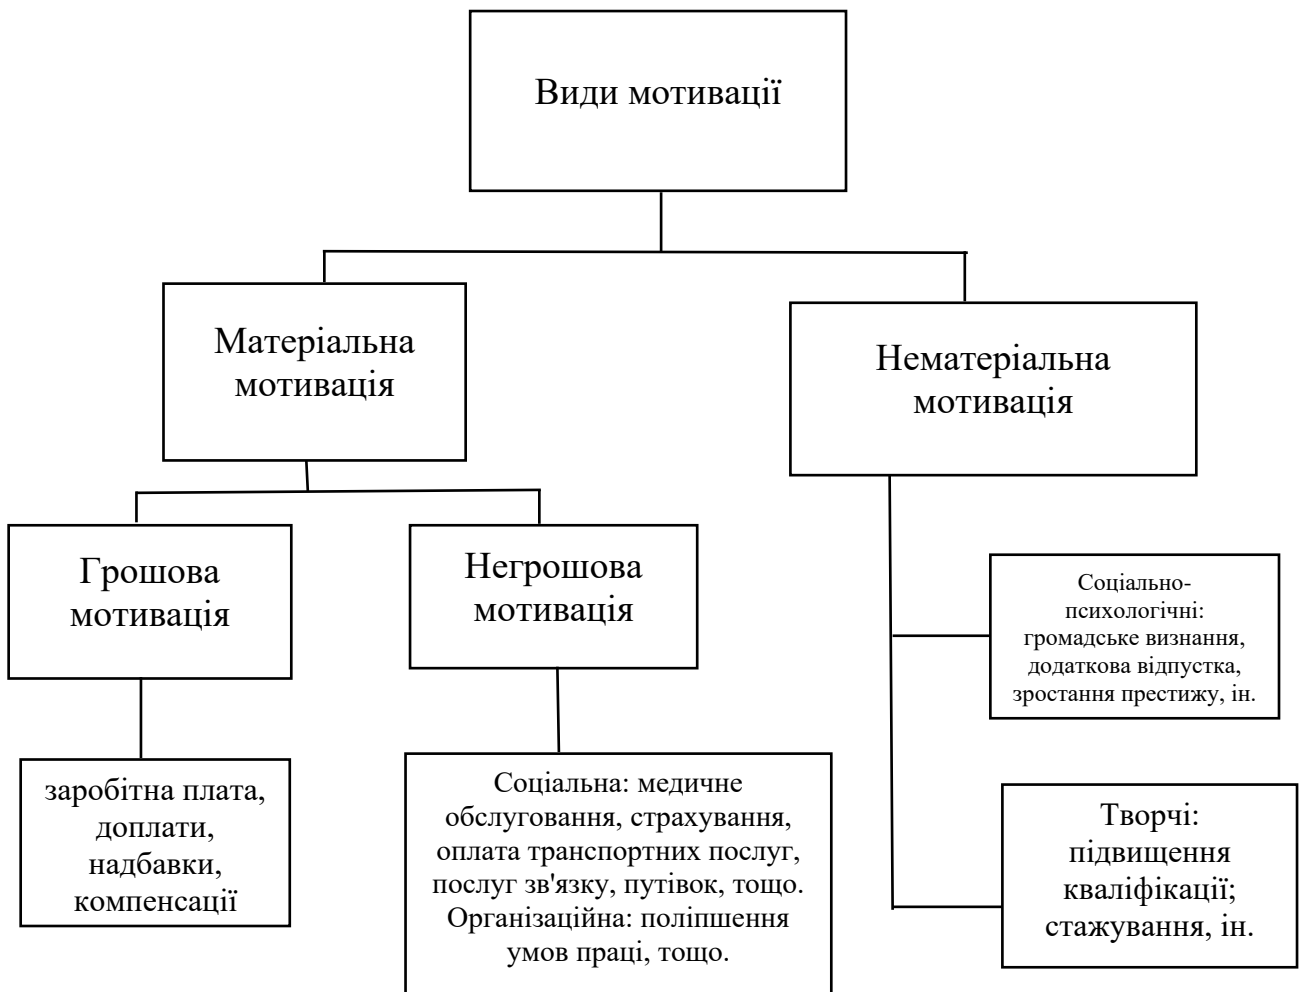 Види мотивації
Матеріальна
мотивація
Нематеріальна
мотивація
Грошова
мотивація
Негрошова
мотивація
Соціально-
психологічні:
громадське визнання,
додаткова відпустка,
зростання престижу, ін.
заробітна плата,
доплати,
надбавки,
компенсації
Соціальна: медичне
обслуговання, страхування,
оплата транспортних послуг,
послуг зв'язку, путівок, тощо.
Організаційна: поліпшення
умов праці, тощо.
Творчі:
підвищення
кваліфікації;
стажування, ін.